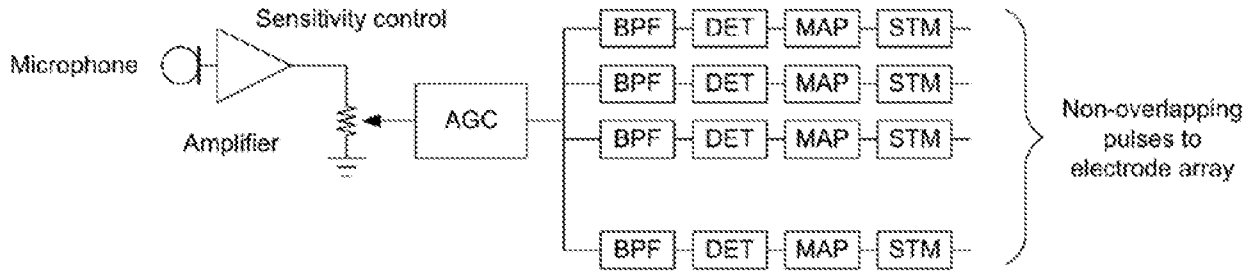 Sensitivity control
Microphone
Amplifier
AGC
BPF DET MAP STM
BPF DET MAP STM
BPF DET MAP STM
BPF DET MAP STM
Non-overlapping
pulses to
electrode array